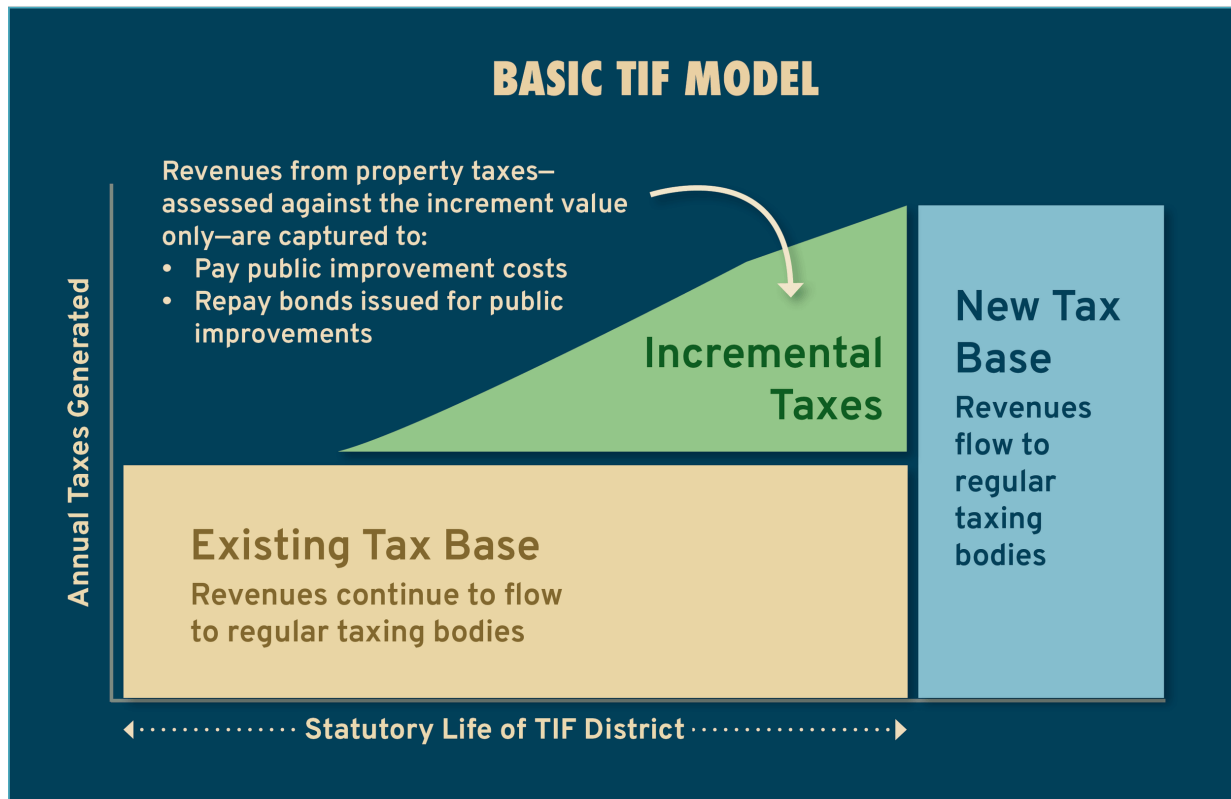 BASIC TIF MODEL
Revenues from property taxes—
assessed against the increment value
only—are captured to:
• Pay public improvement costs
• Repay bonds issued for public
improvements
Annual Taxes Generated
Incremental
Taxes
New Tax
Base
Revenues
flow to
regular
taxing
bodies
Existing Tax Base
Revenues continue to flow
to regular taxing bodies
Statutory Life of TIF District